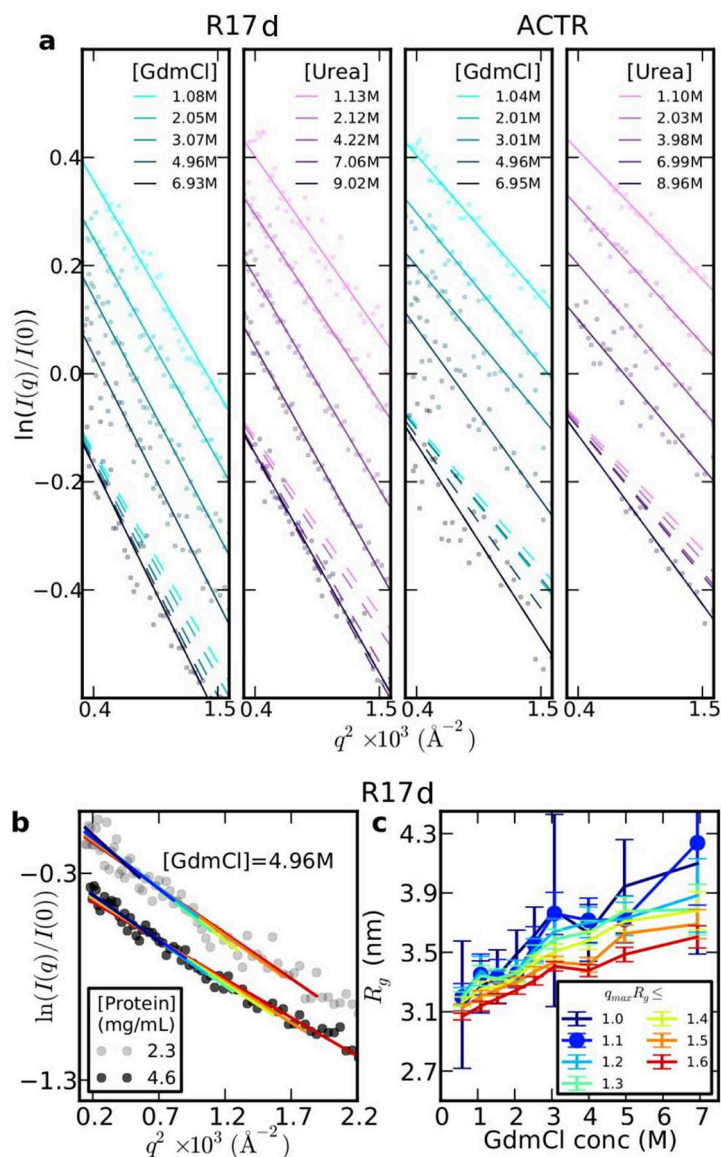 R17d
ACTR
a
[GdmCl]
1.08M
2.05M
3.07M
4.96M
6.93M
[Urea]
1.13M
2.12M
4.22M
7.06M
9.02M
[GdmCl]
1.04M
2.01M
3.01M
4.96M
6.95M
[Urea]
1.10M
2.03M
3.98M
6.99M
8.96M
ln(I(q)/I(0))
0.4
0.2
0.0
−0.2
−0.4
0.4 1.5 0.4 1.5 0.4 1.5 0.4 1.5
q² ×10³ (Å⁻²)
R17d
b
[GdmCl]=4.96M
ln(I(q)/I(0))
−0.3
−1.3
[Protein]
(mg/mL)
2.3
4.6
0.2 0.7 1.2 1.7 2.2
q² ×10³ (Å⁻²)
c
R_g (nm)
4.3
3.9
3.5
3.1
2.7
q_max R_g ≤
1.0
1.1
1.2
1.3
1.4
1.5
1.6
0 1 2 3 4 5 6 7
GdmCl conc (M)